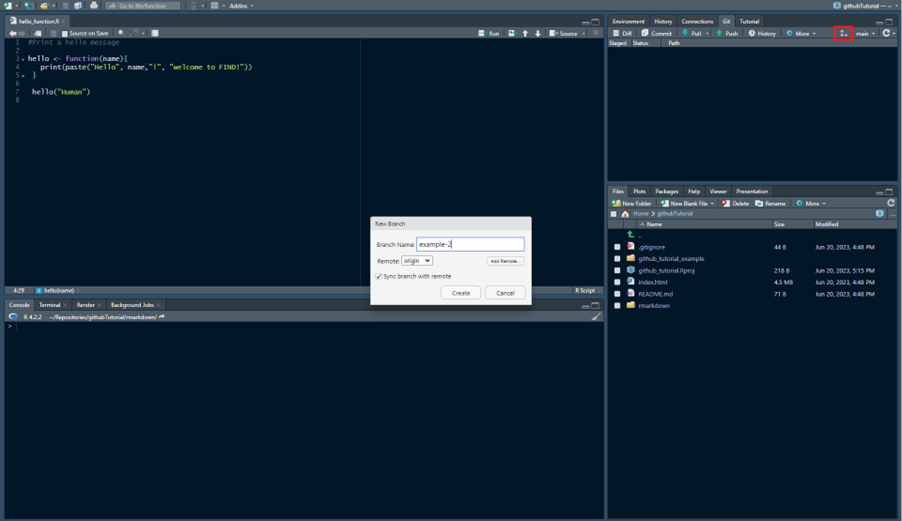 Go to file/function
Addins
githubTutorial
hello_function.R
Source on Save
Run
Source
1 #Print a hello message
2
3 hello <- function(name){
4 print(paste("Hello", name,"!", "welcome to FIND!"))
5 }
6
7 hello("Human")
8
4:29 hello(name) R Script
Console Terminal Render Background Jobs
R 4.2.2 · ~/Repositories/githubTutorial/rmarkdown/
>
New Branch
Branch Name: example-2
Remote: origin Add Remote...
Sync branch with remote
Create Cancel
Environment History Connections Git Tutorial
Diff Commit Pull Push History More main
Staged Status Path
Files Plots Packages Help Viewer Presentation
New Folder New Blank File Delete Rename More
Home > githubTutorial
Name Size Modified
..
.gitignore 44 B Jun 20, 2023, 4:48 PM
github_tutorial_example
github_tutorial.Rproj 218 B Jun 20, 2023, 5:15 PM
index.html 4.5 MB Jun 20, 2023, 4:48 PM
README.md 71 B Jun 20, 2023, 4:48 PM
rmarkdown